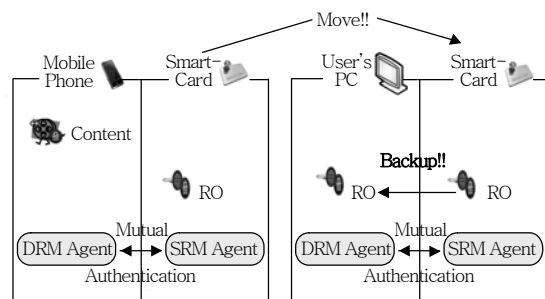 Move!!
Mobile Phone
Smart-Card
User's PC
Smart-Card
Content
Backup!!
RO
RO
RO
Mutual
Mutual
DRM Agent
SRM Agent
DRM Agent
SRM Agent
Authentication
Authentication